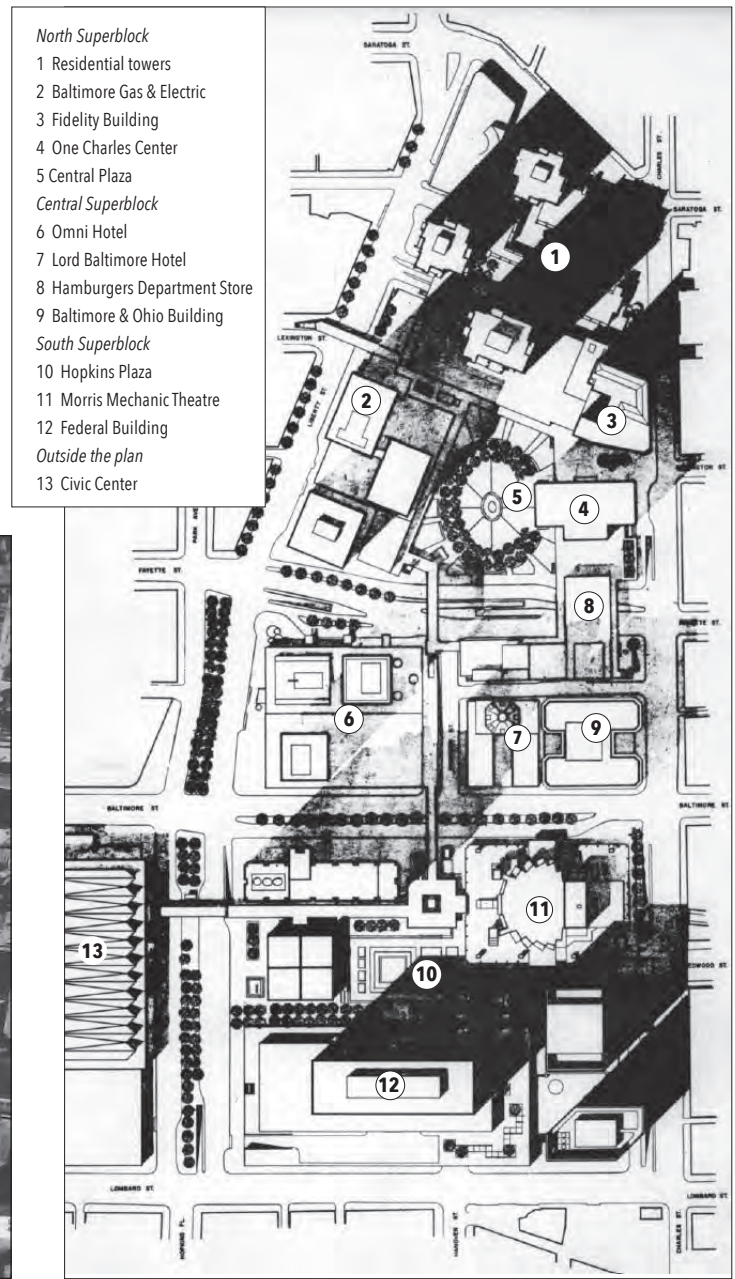 North Superblock
1 Residential towers
2 Baltimore Gas & Electric
3 Fidelity Building
4 One Charles Center
5 Central Plaza
Central Superblock
6 Omni Hotel
7 Lord Baltimore Hotel
8 Hamburgers Department Store
9 Baltimore & Ohio Building
South Superblock
10 Hopkins Plaza
11 Morris Mechanic Theatre
12 Federal Building
Outside the plan
13 Civic Center
SARATOGA ST.
CHARLES ST.
SARATOGA ST.
1
LEXINGTON ST.
LIBERTY ST.
2
3
5
4
PARK AVE
FAYETTE ST.
8
6
7
9
BALTIMORE ST.
BALTIMORE ST.
11
13
10
REDWOOD ST.
12
LOMBARD ST.
LOMBARD ST.
HOPKINS PL.
HANOVER ST.
CHARLES ST.